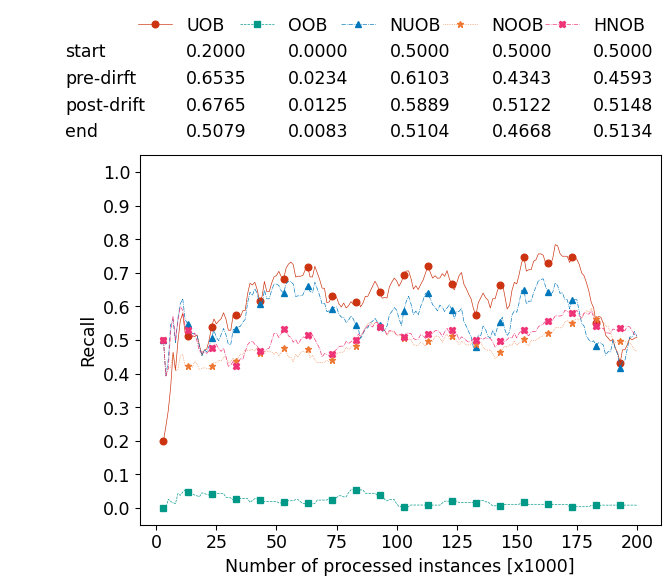 UOB OOB NUOB NOOB HNOB
start 0.2000 0.0000 0.5000 0.5000 0.5000
pre-dirft 0.6535 0.0234 0.6103 0.4343 0.4593
post-drift 0.6765 0.0125 0.5889 0.5122 0.5148
end 0.5079 0.0083 0.5104 0.4668 0.5134
1.0
0.9
0.8
0.7
0.6
0.5
0.4
0.3
0.2
0.1
0.0
Recall
0 25 50 75 100 125 150 175 200
Number of processed instances [x1000]